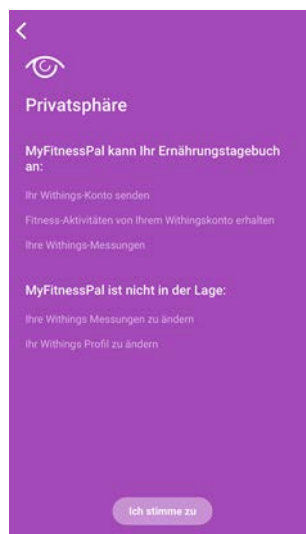 Privatsphäre
MyFitnessPal kann Ihr Ernährungstagebuch
an:
Ihr Withings-Konto senden
Fitness-Aktivitäten von Ihrem Withingskonto erhalten
Ihre Withings-Messungen
MyFitnessPal ist nicht in der Lage:
Ihre Withings Messungen zu ändern
Ihr Withings Profil zu ändern
Ich stimme zu